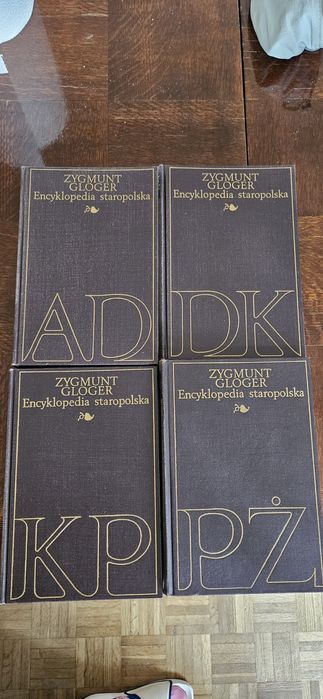 ZYGMUNT
GLOGER
Encyklopedia staropolska
AD
ZYGMUNT
GLOGER
Encyklopedia staropolska
DK
ZYGMUNT
GLOGER
Encyklopedia staropolska
KP
ZYGMUNT
GLOGER
Encyklopedia staropolska
PŻ